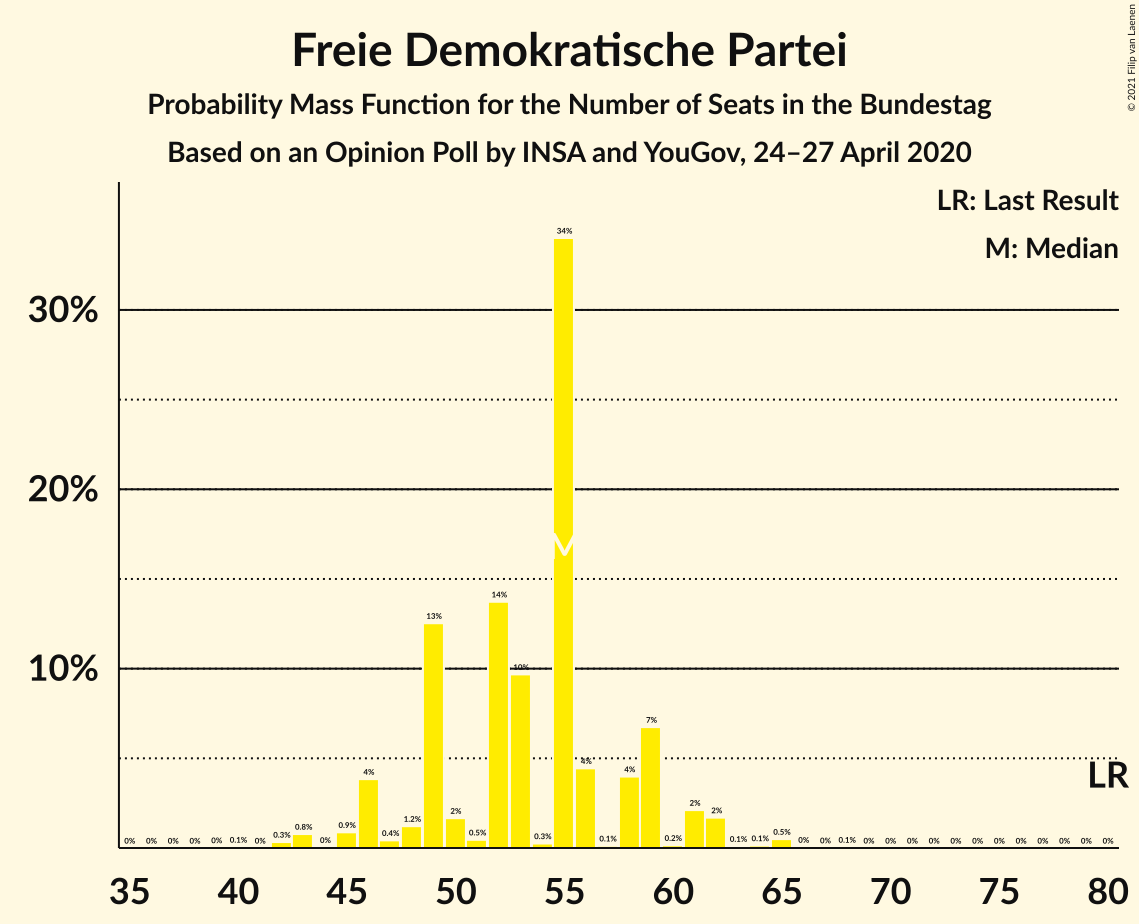 Freie Demokratische Partei
Probability Mass Function for the Number of Seats in the Bundestag
Based on an Opinion Poll by INSA and YouGov, 24–27 April 2020
© 2021 Filip van Laenen
LR: Last Result
M: Median
30%
20%
10%
0% 0% 0% 0% 0% 0.1% 0% 0.3% 0.8% 0% 0.9% 4% 0.4% 1.2% 13% 2% 0.5% 14% 10% 0.3% 34% 4% 0.1% 4% 7% 0.2% 2% 2% 0.1% 0.1% 0.5% 0% 0% 0.1% 0% 0% 0% 0% 0% 0% 0% 0% 0% 0% 0% 0%
M
LR
35 40 45 50 55 60 65 70 75 80